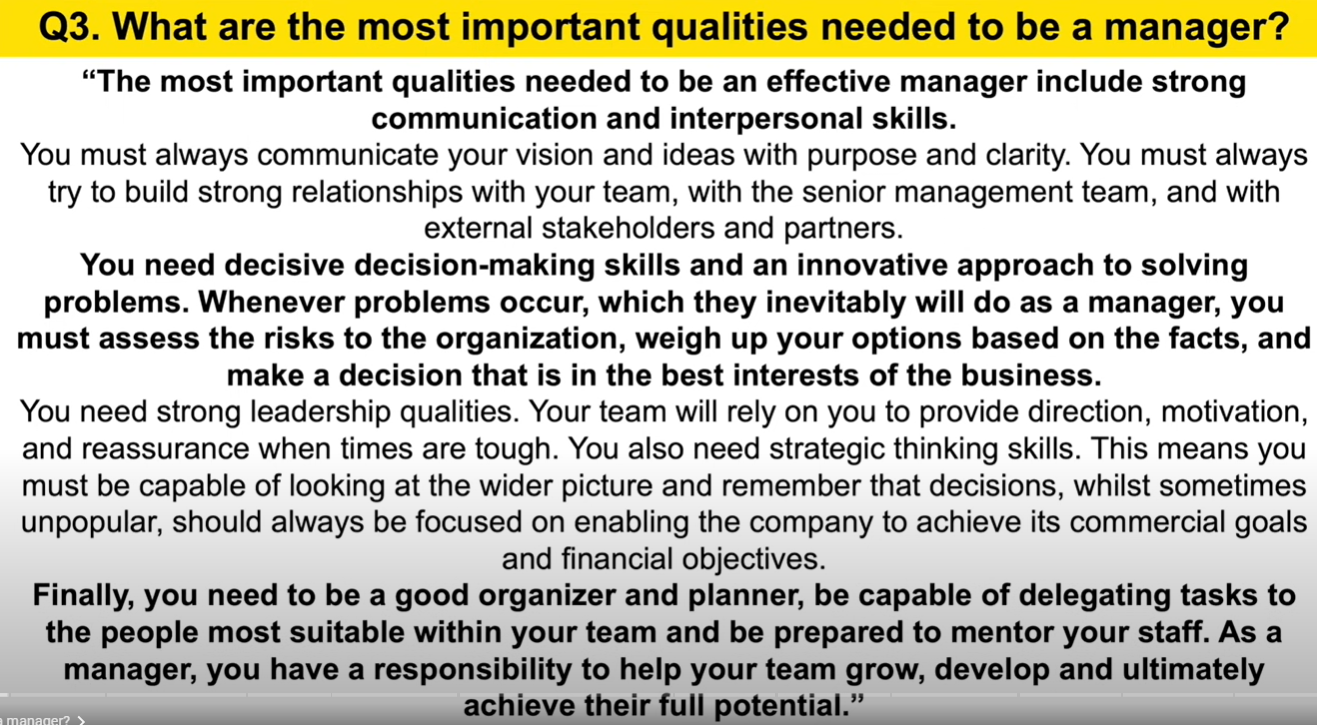 Q3. What are the most important qualities needed to be a manager?
“The most important qualities needed to be an effective manager include strong
communication and interpersonal skills.
You must always communicate your vision and ideas with purpose and clarity. You must always
try to build strong relationships with your team, with the senior management team, and with
external stakeholders and partners.
You need decisive decision-making skills and an innovative approach to solving
problems. Whenever problems occur, which they inevitably will do as a manager, you
must assess the risks to the organization, weigh up your options based on the facts, and
make a decision that is in the best interests of the business.
You need strong leadership qualities. Your team will rely on you to provide direction, motivation,
and reassurance when times are tough. You also need strategic thinking skills. This means you
must be capable of looking at the wider picture and remember that decisions, whilst sometimes
unpopular, should always be focused on enabling the company to achieve its commercial goals
and financial objectives.
Finally, you need to be a good organizer and planner, be capable of delegating tasks to
the people most suitable within your team and be prepared to mentor your staff. As a
manager, you have a responsibility to help your team grow, develop and ultimately
achieve their full potential.”
a manager? >